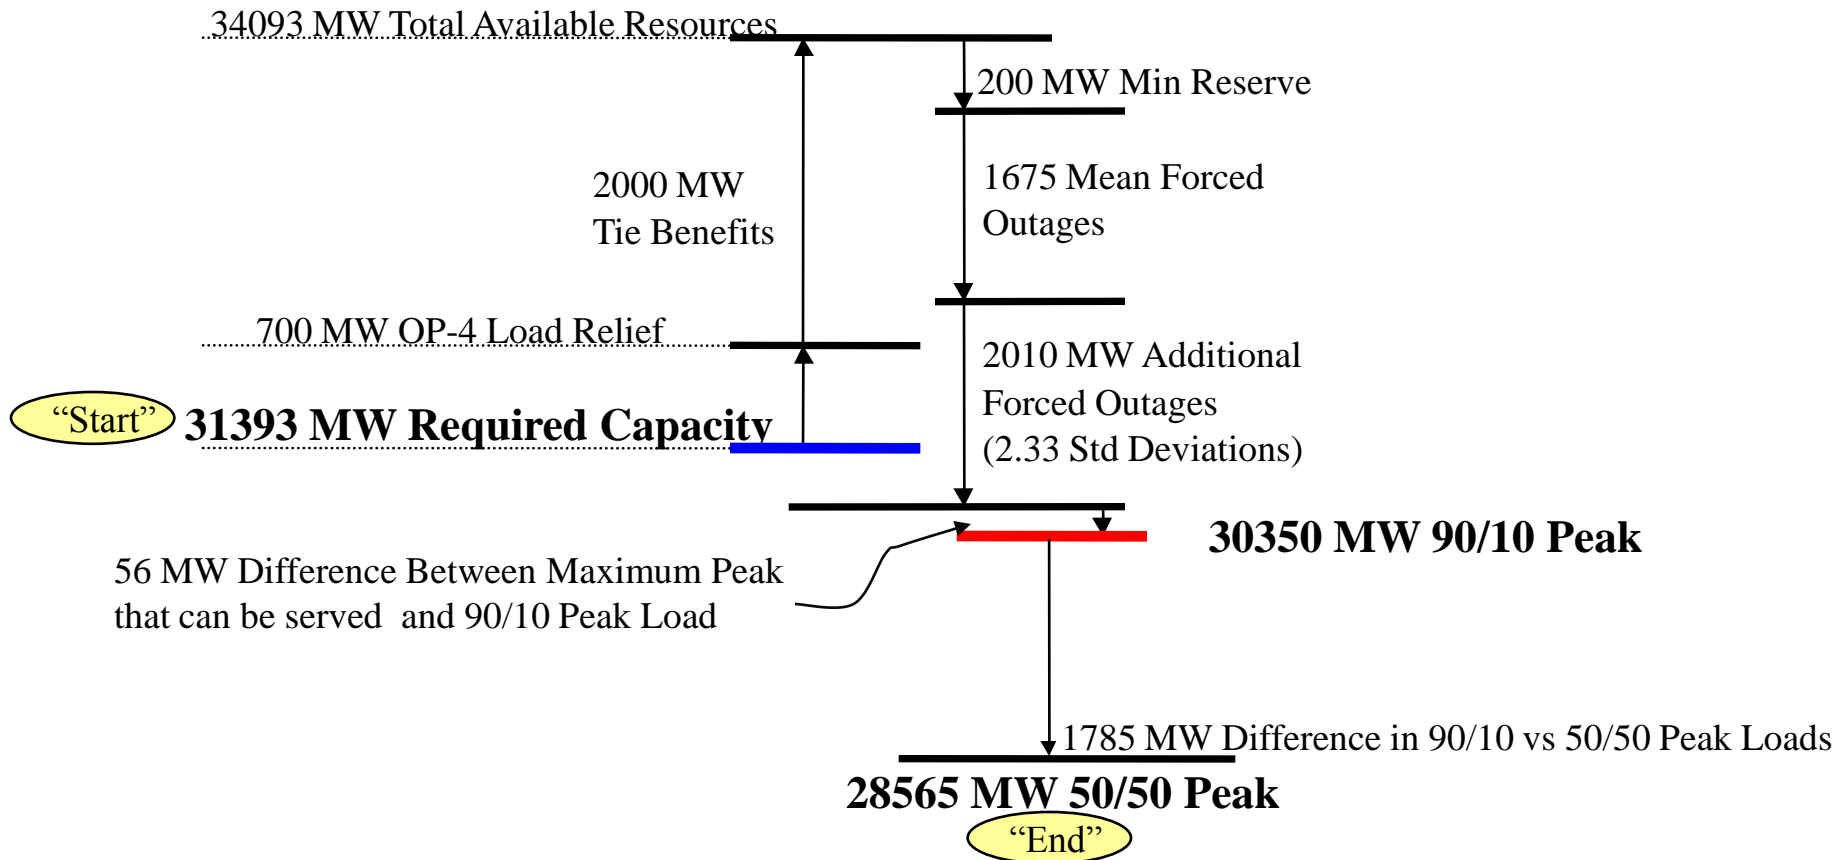 34093 MW Total Available Resources
200 MW Min Reserve
2000 MW
Tie Benefits
1675 Mean Forced
Outages
700 MW OP-4 Load Relief
2010 MW Additional
Forced Outages
(2.33 Std Deviations)
“Start”
31393 MW Required Capacity
30350 MW 90/10 Peak
56 MW Difference Between Maximum Peak
that can be served and 90/10 Peak Load
1785 MW Difference in 90/10 vs 50/50 Peak Loads
28565 MW 50/50 Peak
“End”